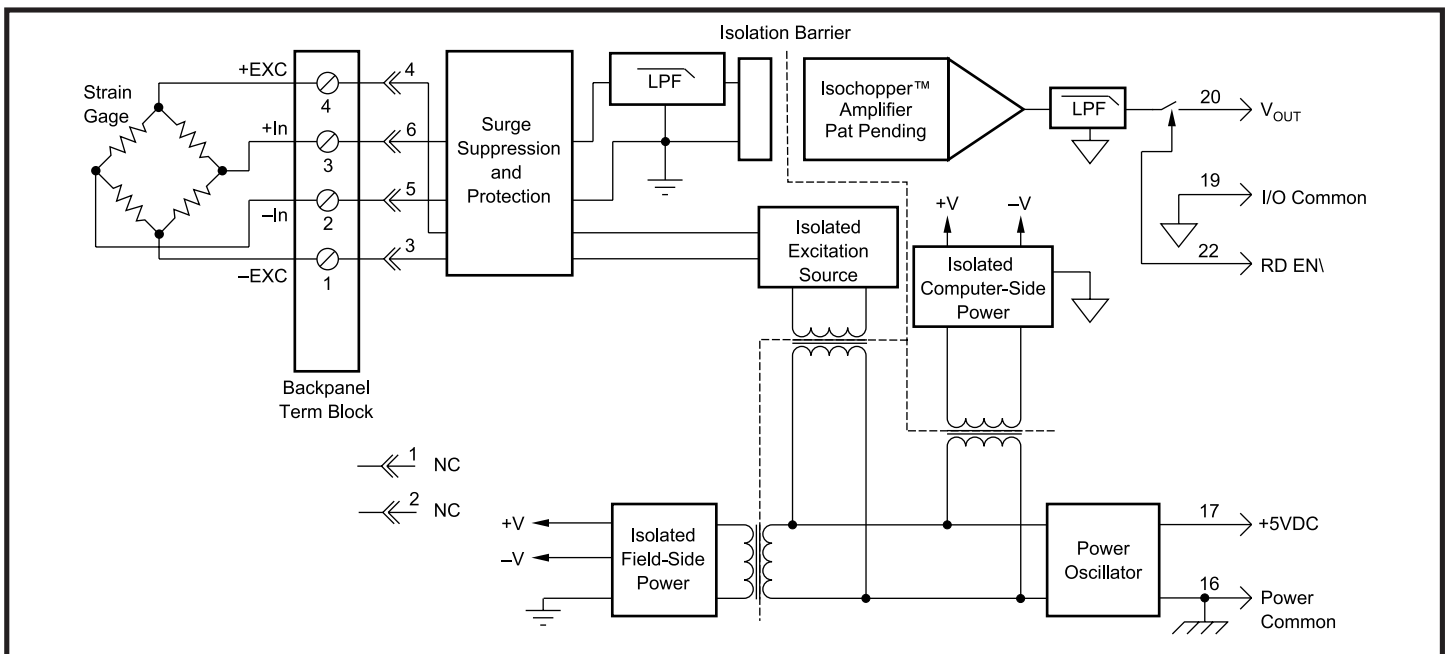 Isolation Barrier
+EXC
4
4
Strain
Gage
LPF
Isochopper™
Amplifier
Pat Pending
LPF
20
VOUT
+In
3
6
Surge
Suppression
and
Protection
–In
2
5
19
I/O Common
+V
–V
–EXC
1
3
Isolated
Excitation
Source
Isolated
Computer-Side
Power
22
RD EN\
Backpanel
Term Block
1
NC
2
NC
+V
–V
Isolated
Field-Side
Power
Power
Oscillator
17
+5VDC
16
Power
Common